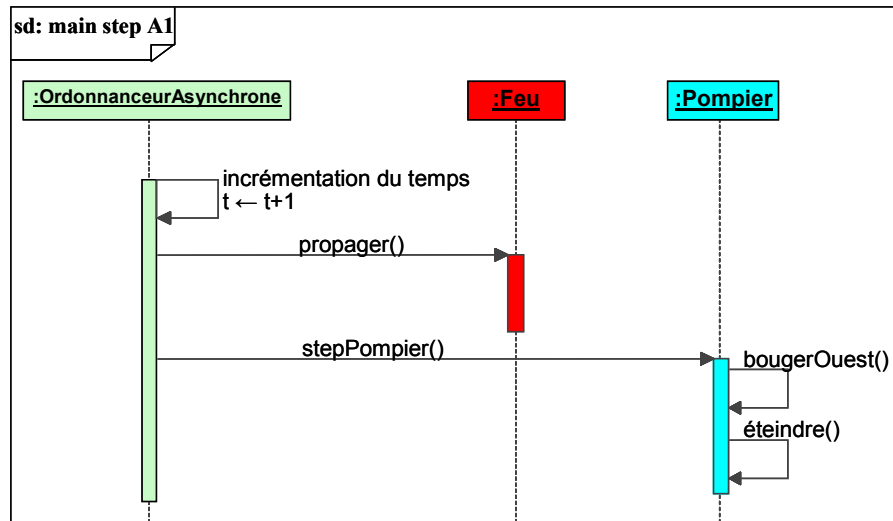 sd: main step A1
:OrdonnanceurAsynchrone
:Feu
:Pompier
incrémentation du temps
t ← t+1
propager()
stepPompier()
bougerOuest()
éteindre()